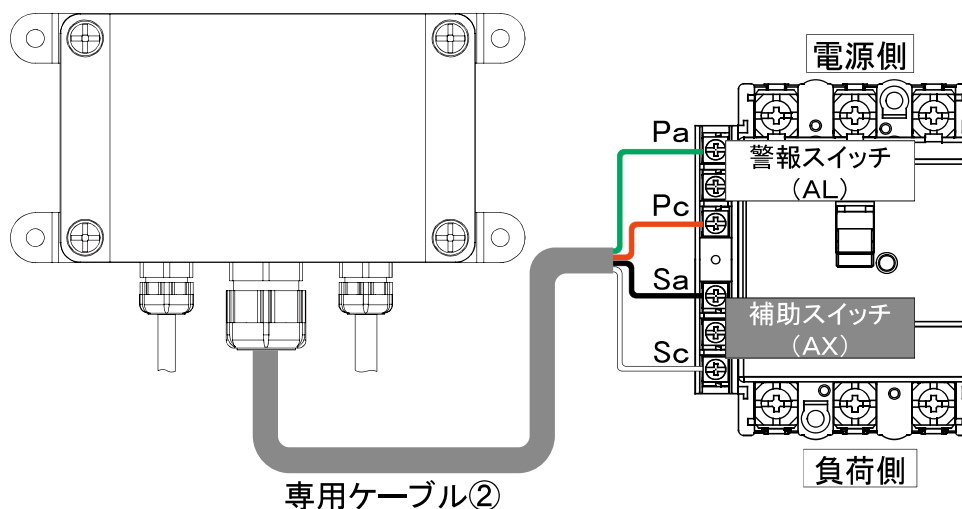 電源側
Pa
警報スイッチ
(AL)
Pc
Sa
補助スイッチ
(AX)
Sc
負荷側
専用ケーブル②